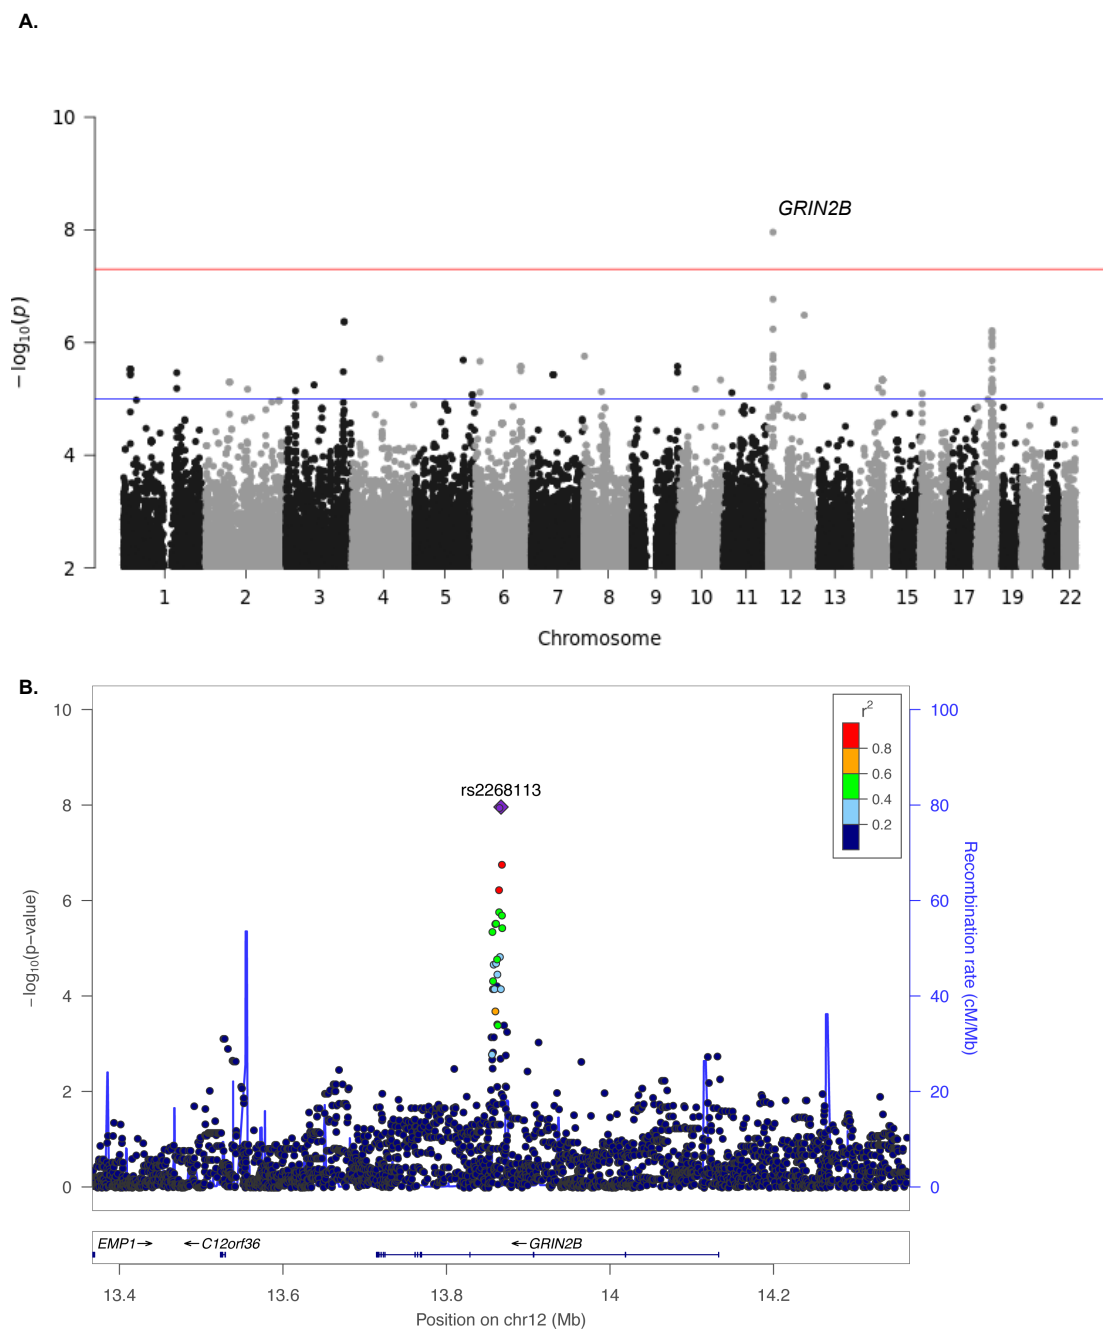 A.
10
8
6
4
2
−log10(p)
GRIN2B
1 2 3 4 5 6 7 8 9 10 11 12 13 15 17 19 22
Chromosome
B.
10
8
6
4
2
0
−log10(p−value)
rs2268113
r2
0.8
0.6
0.4
0.2
100
80
60
40
20
0
Recombination rate (cM/Mb)
EMP1→ ←C12orf36 ←GRIN2B
13.4 13.6 13.8 14 14.2
Position on chr12 (Mb)